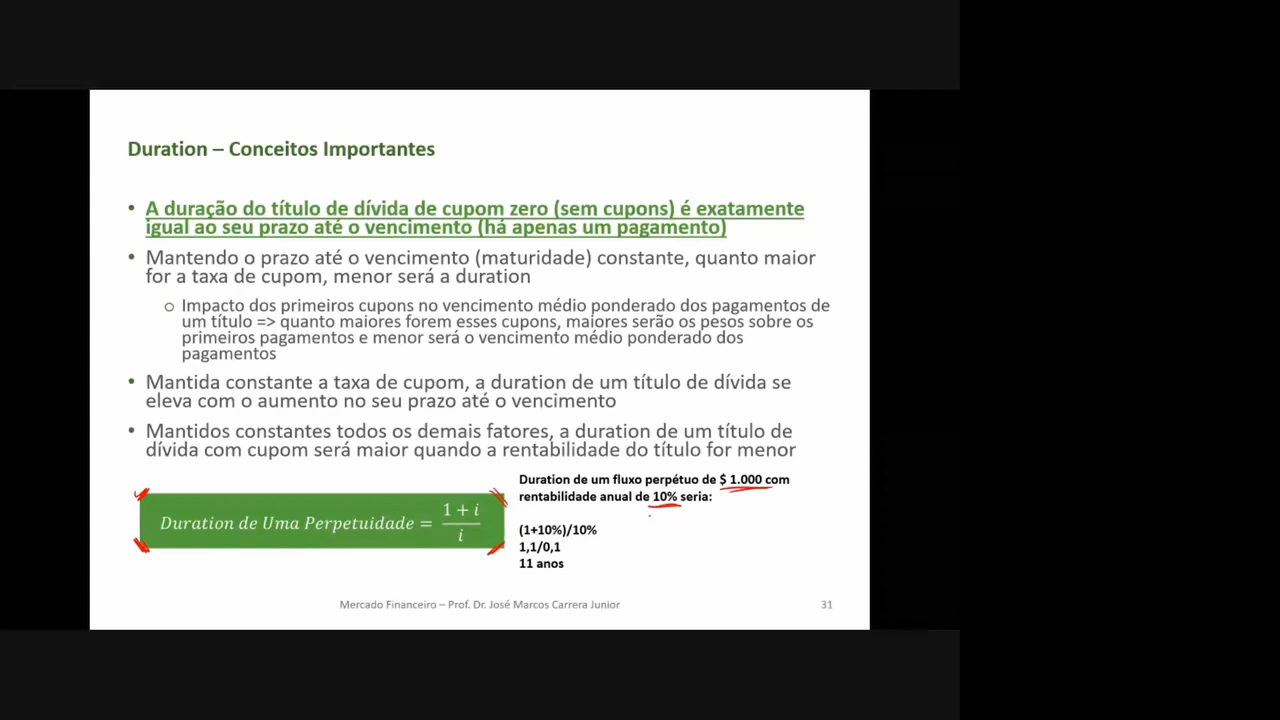 Duration – Conceitos Importantes
• A duração do título de dívida de cupom zero (sem cupons) é exatamente
igual ao seu prazo até o vencimento (há apenas um pagamento)
• Mantendo o prazo até o vencimento (maturidade) constante, quanto maior
for a taxa de cupom, menor será a duration
o Impacto dos primeiros cupons no vencimento médio ponderado dos pagamentos de
um título => quanto maiores forem esses cupons, maiores serão os pesos sobre os
primeiros pagamentos e menor será o vencimento médio ponderado dos
pagamentos
• Mantida constante a taxa de cupom, a duration de um título de dívida se
eleva com o aumento no seu prazo até o vencimento
• Mantidos constantes todos os demais fatores, a duration de um título de
dívida com cupom será maior quando a rentabilidade do título for menor
Duration de Uma Perpetuidade = (1 + i) / i
Duration de um fluxo perpétuo de $ 1.000 com
rentabilidade anual de 10% seria:
(1+10%)/10%
1,1/0,1
11 anos
Mercado Financeiro – Prof. Dr. José Marcos Carrera Junior
31